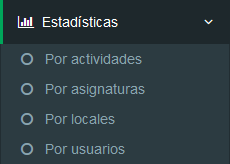 Estadísticas
Por actividades
Por asignaturas
Por locales
Por usuarios